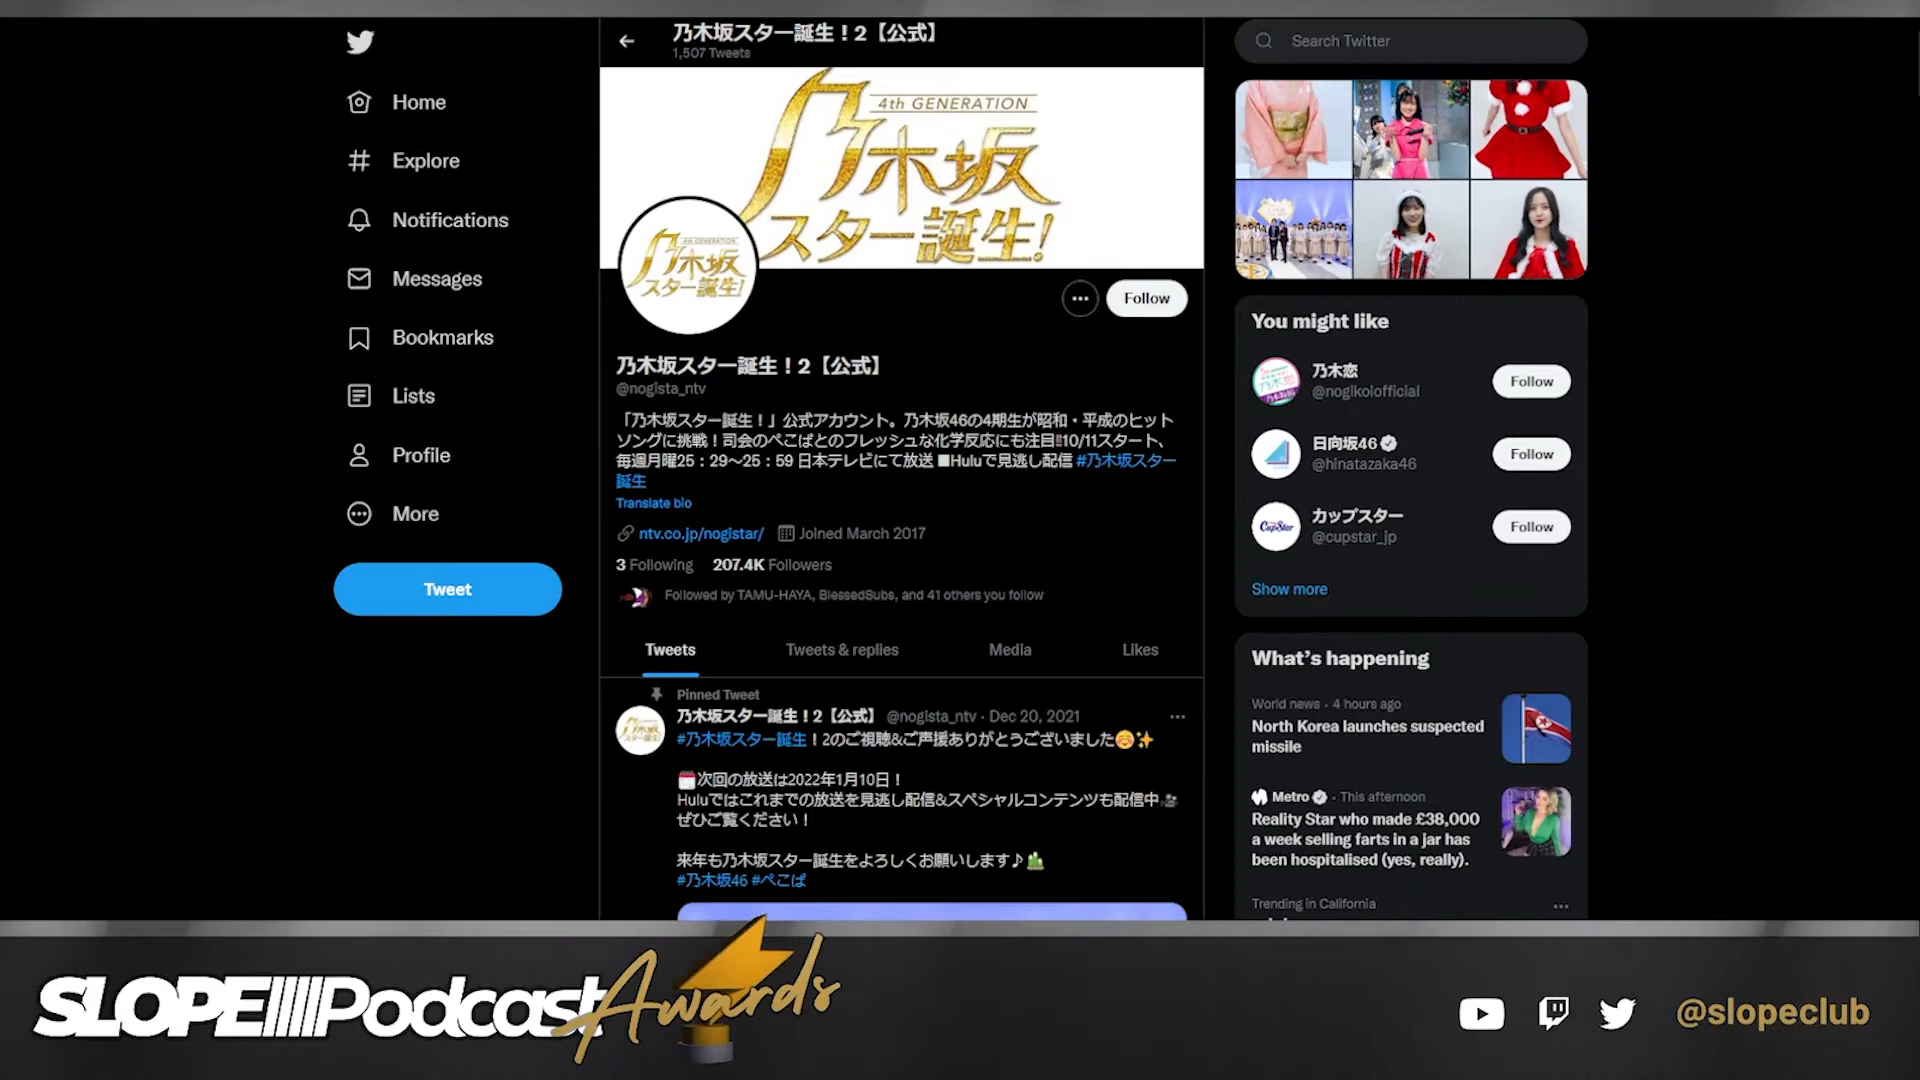 乃木坂スター誕生！2【公式】
1,507 Tweets
Home
Explore
Notifications
Messages
Bookmarks
Lists
Profile
More
Tweet
4th GENERATION
乃木坂
スター誕生!
4th GENERATION
乃木坂
スター誕生!
Follow
乃木坂スター誕生！2【公式】
@nogista_ntv
「乃木坂スター誕生！」公式アカウント。乃木坂46の4期生が昭和・平成のヒット
ソングに挑戦！司会のぺこぱとのフレッシュな化学反応にも注目‼10/11スタート、
毎週月曜25：29〜25：59 日本テレビにて放送 ■Huluで見逃し配信 #乃木坂スター
誕生
Translate bio
ntv.co.jp/nogistar/ Joined March 2017
3 Following 207.4K Followers
Followed by TAMU-HAYA, BlessedSubs, and 41 others you follow
Tweets Tweets & replies Media Likes
Pinned Tweet
乃木坂スター誕生！2【公式】 @nogista_ntv · Dec 20, 2021
#乃木坂スター誕生！2のご視聴&ご声援ありがとうございました😊✨
🗓次回の放送は2022年1月10日！
Huluではこれまでの放送を見逃し配信&スペシャルコンテンツも配信中🎥
ぜひご覧ください！
来年も乃木坂スター誕生をよろしくお願いします♪🎍
#乃木坂46 #ぺこぱ
Search Twitter
You might like
乃木恋
@nogikoiofficial
Follow
日向坂46
@hinatazaka46
Follow
CupStar
カップスター
@cupstar_jp
Follow
Show more
What's happening
World news · 4 hours ago
North Korea launches suspected
missile
Metro · This afternoon
Reality Star who made £38,000
a week selling farts in a jar has
been hospitalised (yes, really).
Trending in California
SLOPE Podcast Awards
@slopeclub